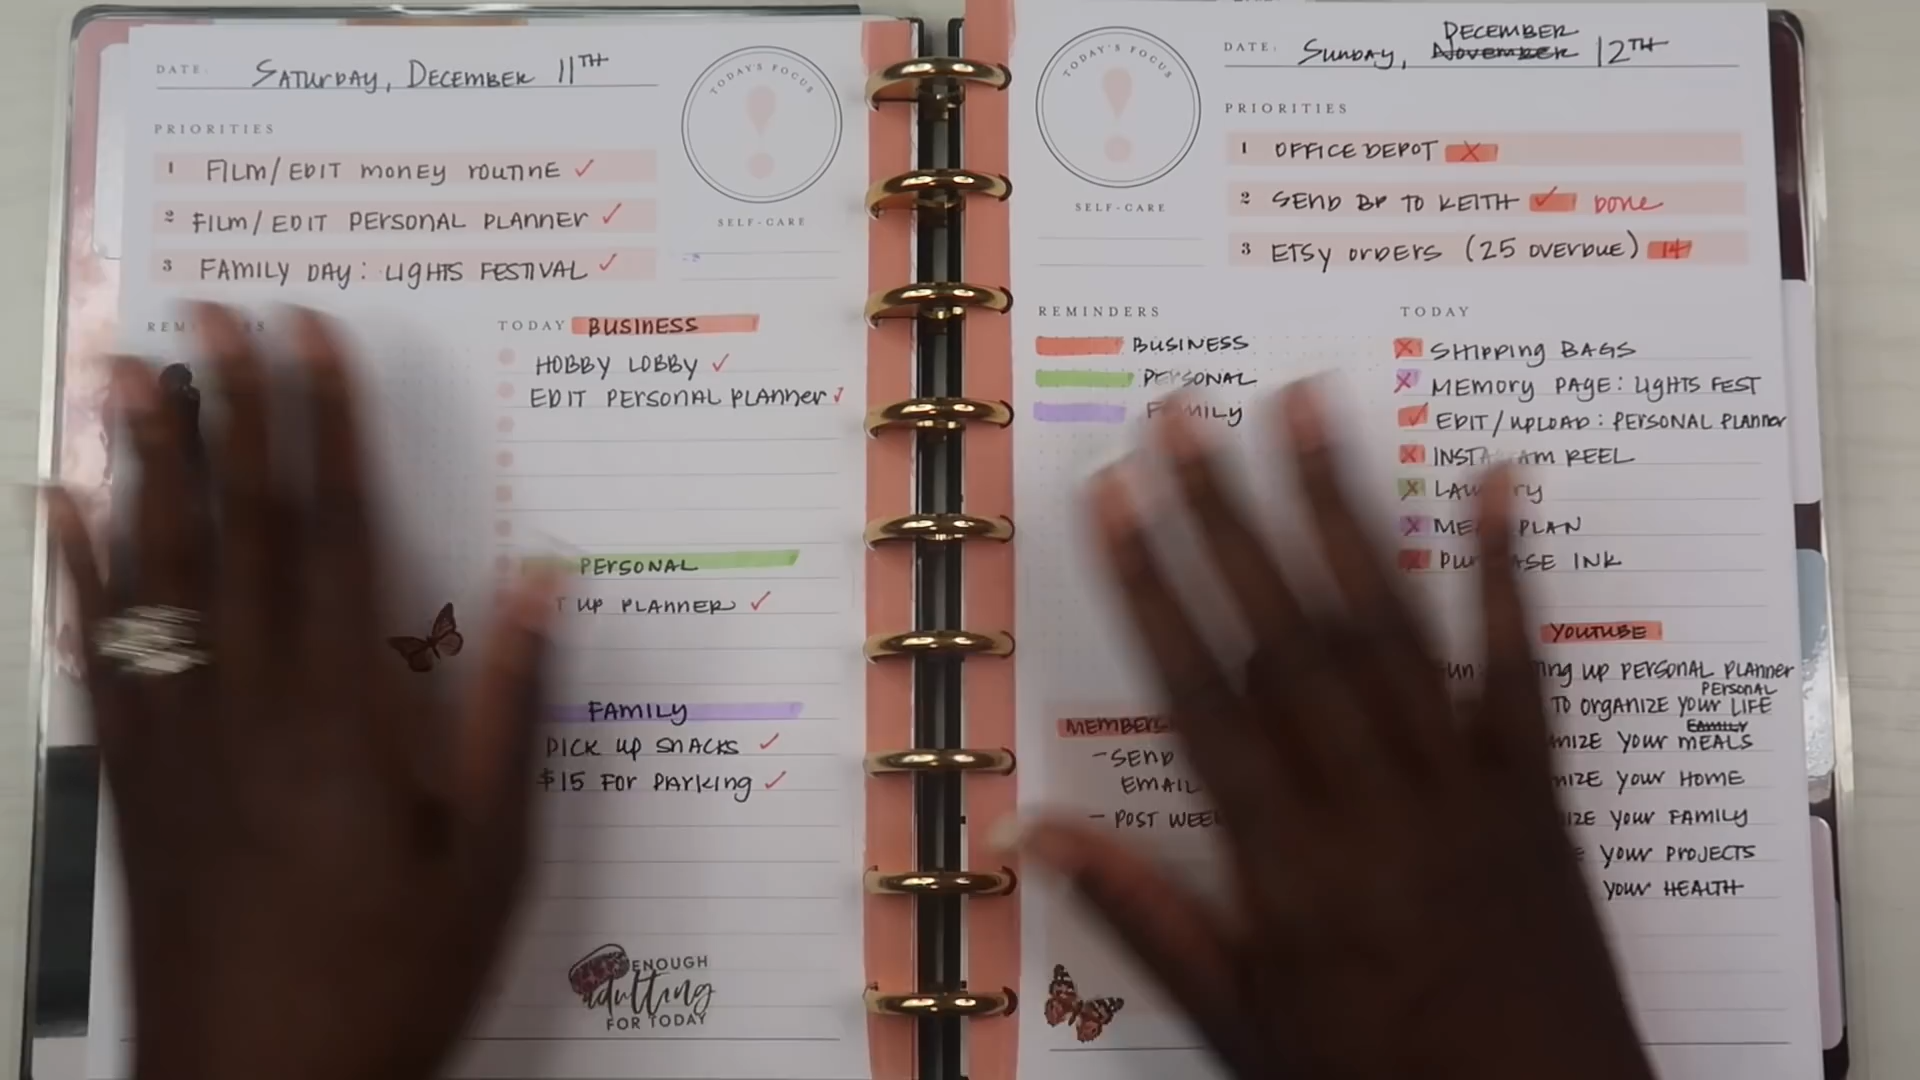 DATE: SATURDAY, DECEMBER 11TH
PRIORITIES
1 FILM/EDIT MONEY ROUTINE ✓
2 FILM/EDIT PERSONAL PLANNER ✓
3 FAMILY DAY: LIGHTS FESTIVAL ✓
TODAY'S FOCUS
SELF-CARE
TODAY BUSINESS
HOBBY LOBBY ✓
EDIT PERSONAL PLANNER ✓
PERSONAL
UP PLANNER ✓
FAMILY
PICK UP SNACKS ✓
$15 FOR PARKING ✓
ENOUGH
adulting
FOR TODAY
TODAY'S FOCUS
SELF-CARE
DECEMBER
DATE: SUNDAY, NOVEMBER 12TH
PRIORITIES
1 OFFICE DEPOT X
2 SEND BP TO KEITH ✓ DONE
3 ETSY ORDERS (25 OVERDUE) 14
REMINDERS
BUSINESS
PERSONAL
FAMILY
MEMBERS
- SEND
EMAIL
- POST
TODAY
X SHIPPING BAGS
X MEMORY PAGE: LIGHTS FEST
✓ EDIT/UPLOAD: PERSONAL PLANNER
X REEL
X
X PLAN
INK
YOUTUBE
UP PERSONAL PLANNER
PERSONAL
TO ORGANIZE YOUR LIFE
FAMILY
YOUR MEALS
YOUR HOME
YOUR FAMILY
YOUR PROJECTS
YOUR HEALTH